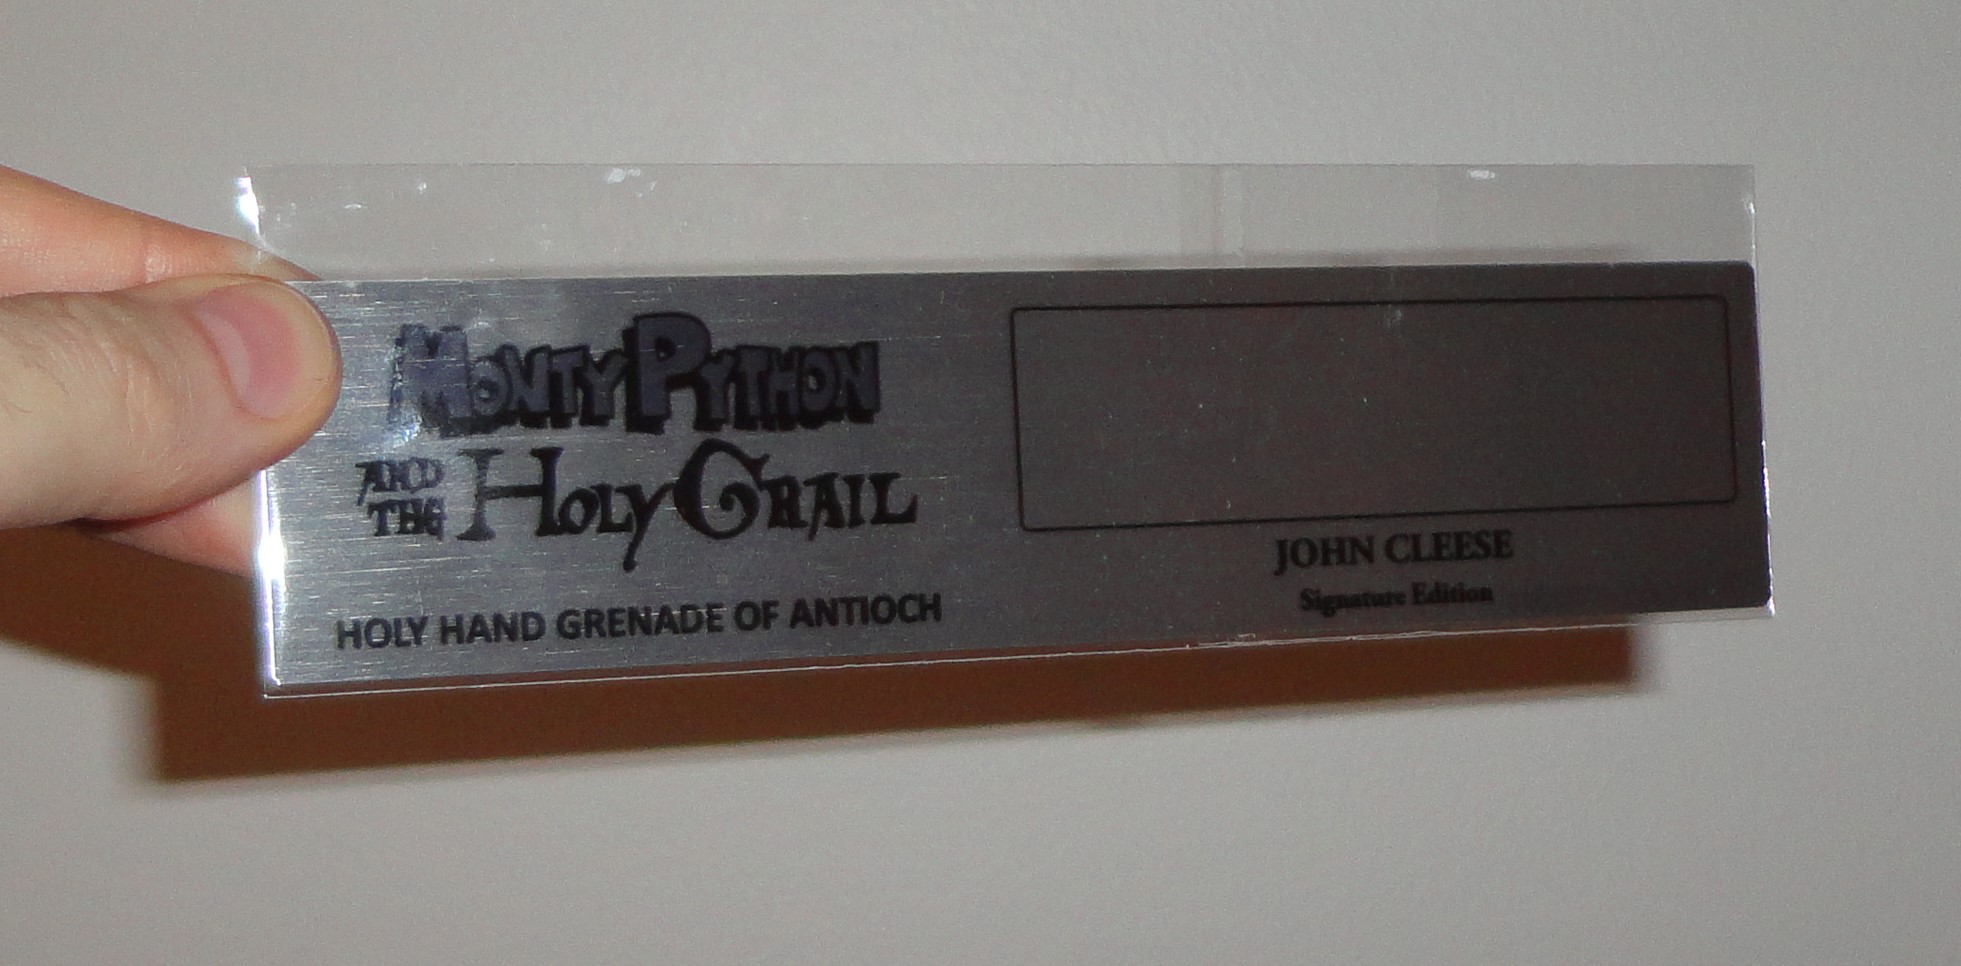 MONTY PYTHON
AND THE HOLY GRAIL
HOLY HAND GRENADE OF ANTIOCH
JOHN CLEESE
Signature Edition